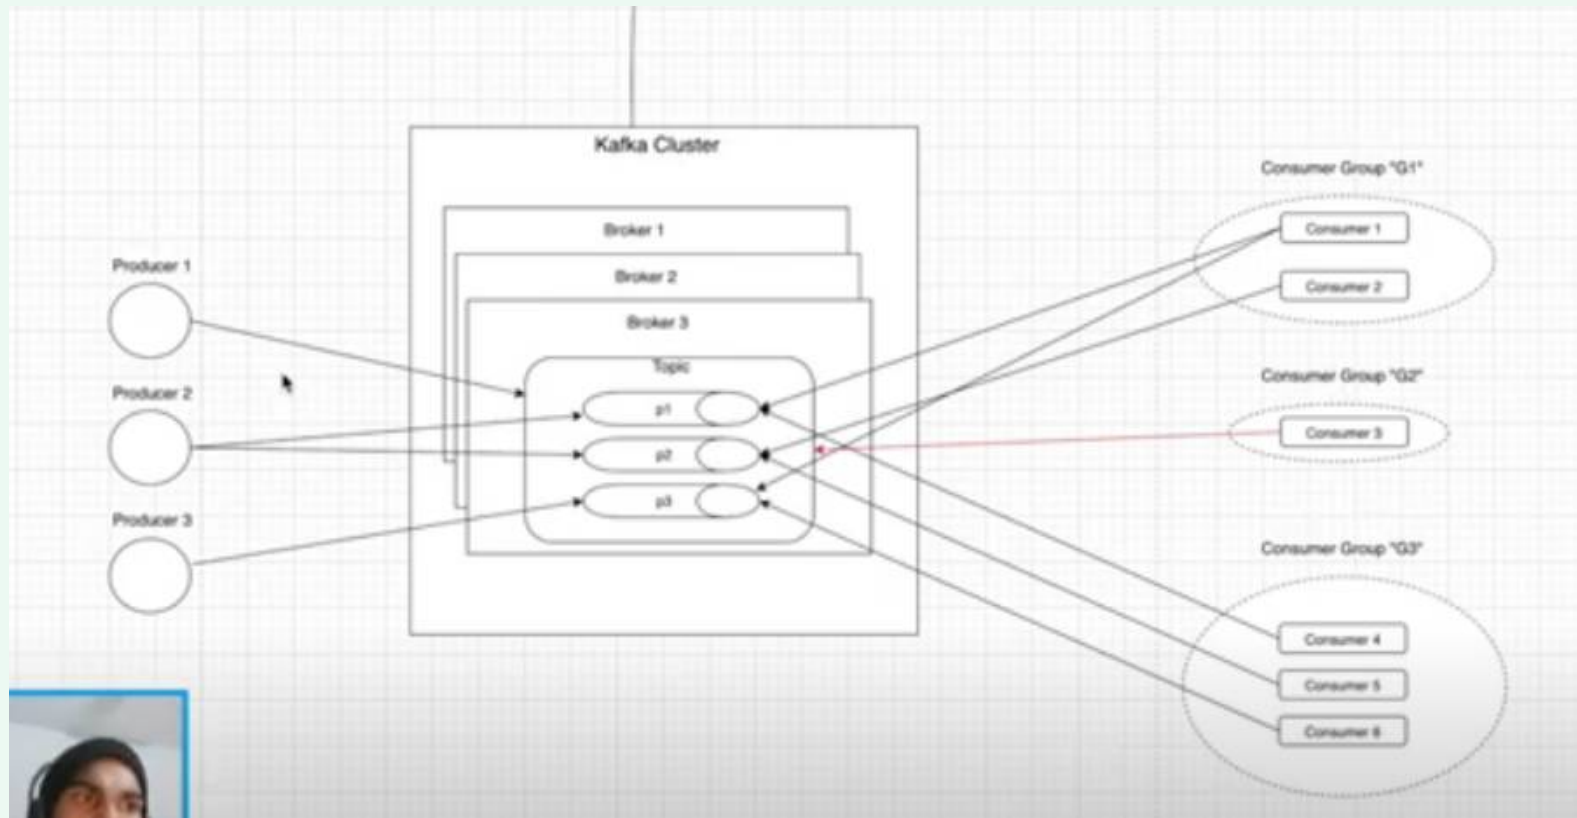 Kafka Cluster
Broker 1
Broker 2
Broker 3
Topic
p1
p2
p3
Producer 1
Producer 2
Producer 3
Consumer Group "G1"
Consumer 1
Consumer 2
Consumer Group "G2"
Consumer 3
Consumer Group "G3"
Consumer 4
Consumer 5
Consumer 6